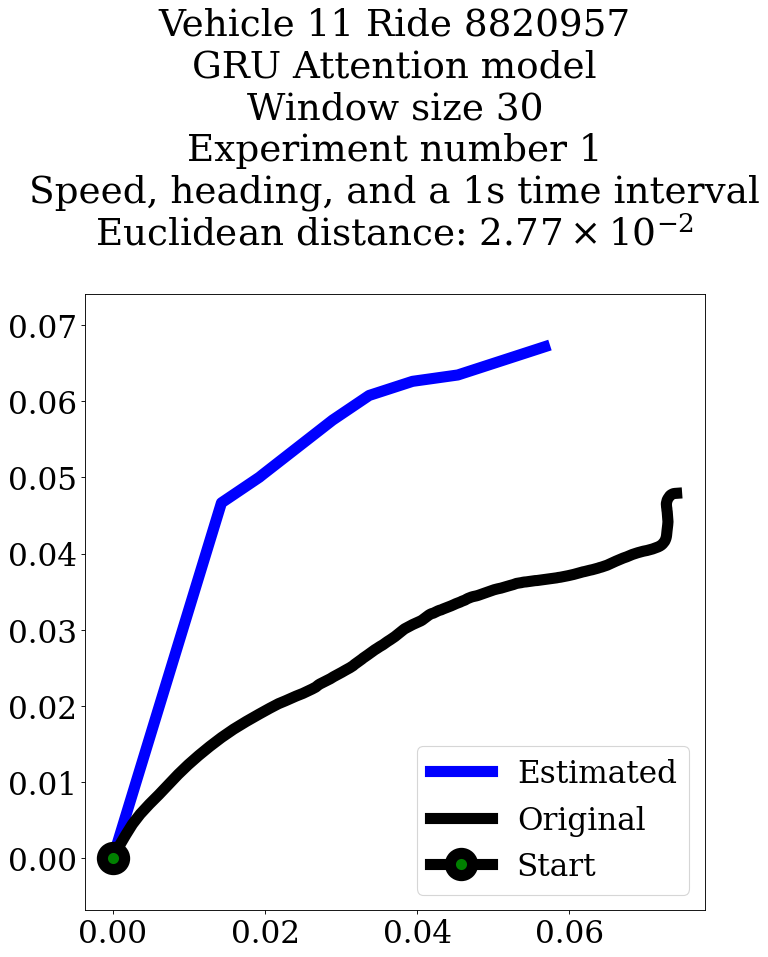 Vehicle 11 Ride 8820957
GRU Attention model
Window size 30
Experiment number 1
Speed, heading, and a 1s time interval
Euclidean distance: 2.77 × 10⁻²
0.07
0.06
0.05
0.04
0.03
0.02
0.01
0.00
Estimated
Original
Start
0.00 0.02 0.04 0.06